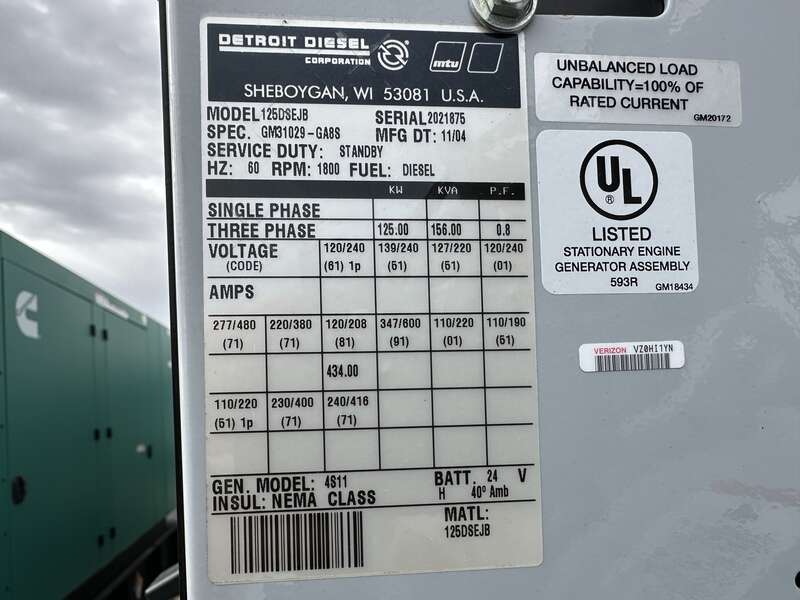 DETROIT DIESEL
CORPORATION
mtu
SHEBOYGAN, WI 53081 U.S.A.
MODEL 125DSEJB SERIAL 2021875
SPEC. GM31029-GA8S MFG DT: 11/04
SERVICE DUTY: STANDBY
HZ: 60 RPM: 1800 FUEL: DIESEL
KW KVA P.F.
SINGLE PHASE
THREE PHASE 125.00 156.00 0.8
VOLTAGE 120/240 139/240 127/220 120/240
(CODE) (61) 1p (51) (51) (01)
AMPS
277/480 220/380 120/208 347/600 110/220 110/190
(71) (71) (81) (91) (01) (51)
434.00
110/220 230/400 240/416
(51) 1p (71) (71)
GEN. MODEL: 4S11 BATT. 24 V
INSUL: NEMA CLASS H 40° Amb
MATL:
125DSEJB
UNBALANCED LOAD
CAPABILITY=100% OF
RATED CURRENT
GM20172
UL
LISTED
STATIONARY ENGINE
GENERATOR ASSEMBLY
593R
GM18434
VERIZON VZ0HI1YN